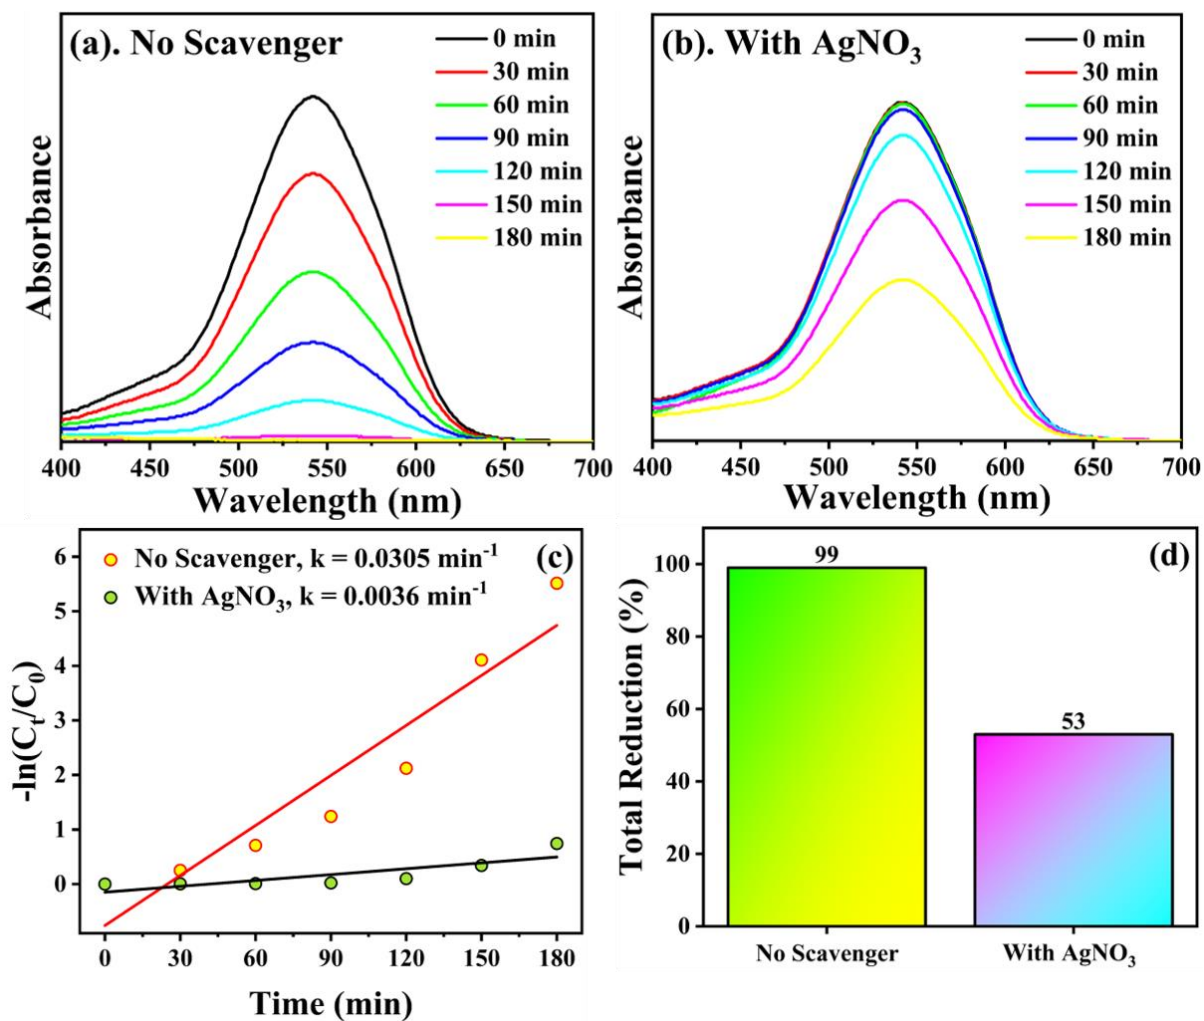 (a). No Scavenger
0 min
30 min
60 min
90 min
120 min
150 min
180 min
Absorbance
400 450 500 550 600 650 700
Wavelength (nm)
(b). With AgNO₃
0 min
30 min
60 min
90 min
120 min
150 min
180 min
Absorbance
400 450 500 550 600 650 700
Wavelength (nm)
(c)
No Scavenger, k = 0.0305 min⁻¹
With AgNO₃, k = 0.0036 min⁻¹
-ln(Cₜ/C₀)
6
5
4
3
2
1
0
0 30 60 90 120 150 180
Time (min)
(d)
Total Reduction (%)
100
80
60
40
20
0
99
53
No Scavenger With AgNO₃